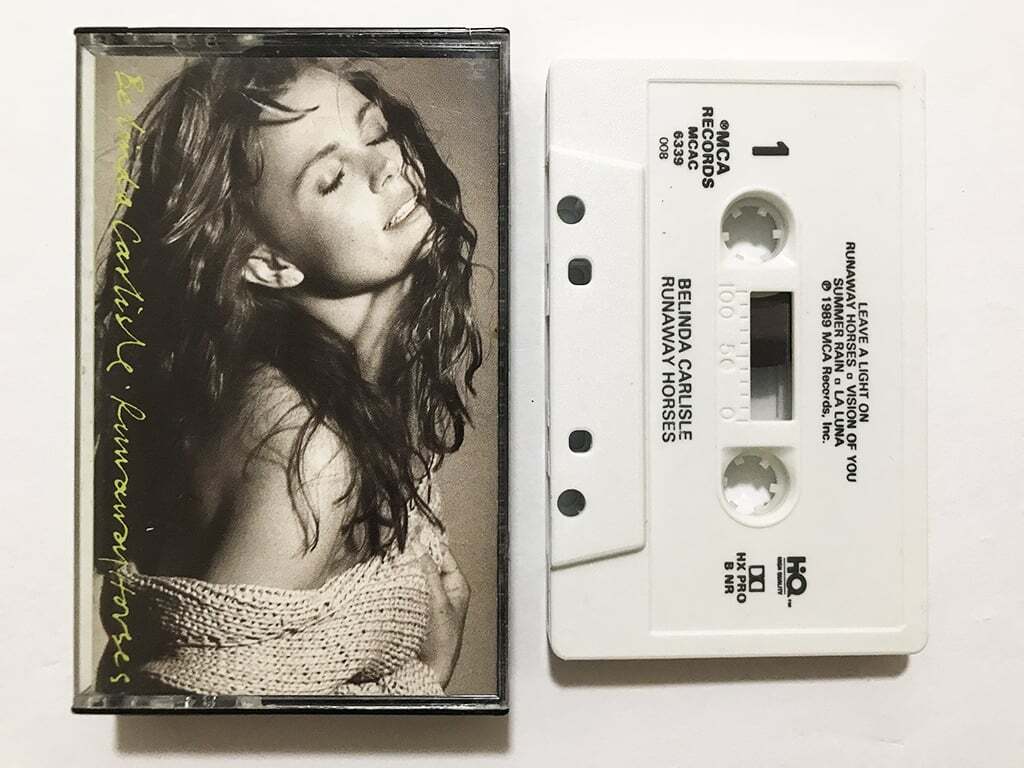 Belinda Carlisle · Runaway Horses
1
℗MCA
RECORDS
MCAC
6339
008
BELINDA CARLISLE
RUNAWAY HORSES
100 50 0
LEAVE A LIGHT ON
RUNAWAY HORSES ▫ VISION OF YOU
SUMMER RAIN ▫ LA LUNA
℗ 1989 MCA Records, Inc.
HQ™
HIGH QUALITY
HX PRO
B NR